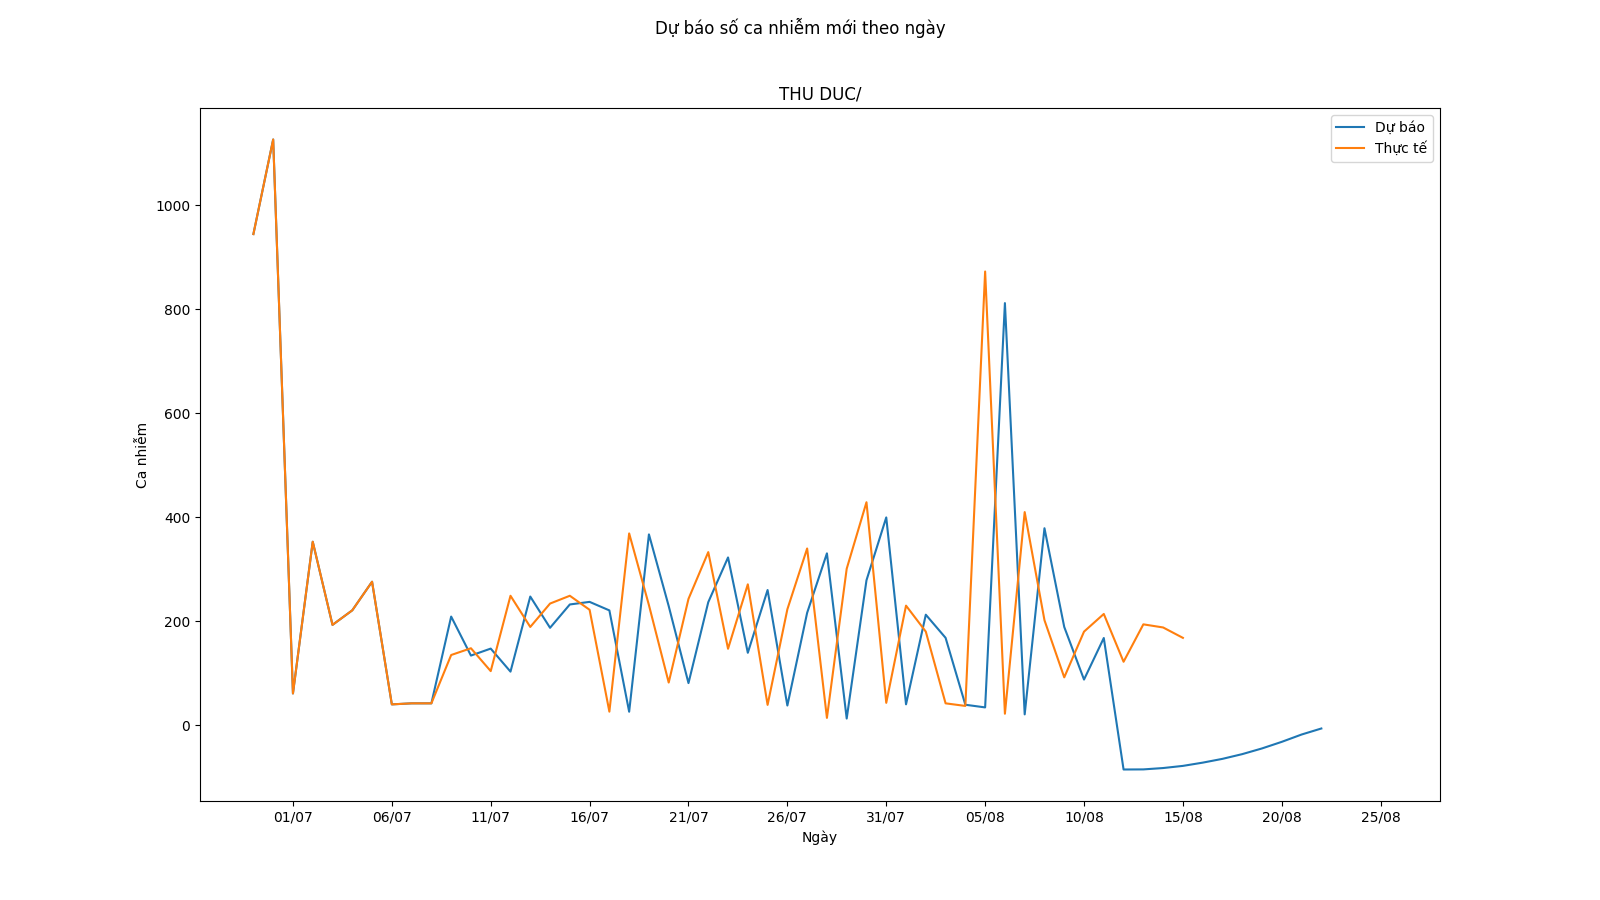 Dự báo số ca nhiễm mới theo ngày
THU DUC/
Dự báo
Thực tế
1000
800
600
400
200
0
Ca nhiễm
01/07 06/07 11/07 16/07 21/07 26/07 31/07 05/08 10/08 15/08 20/08 25/08
Ngày